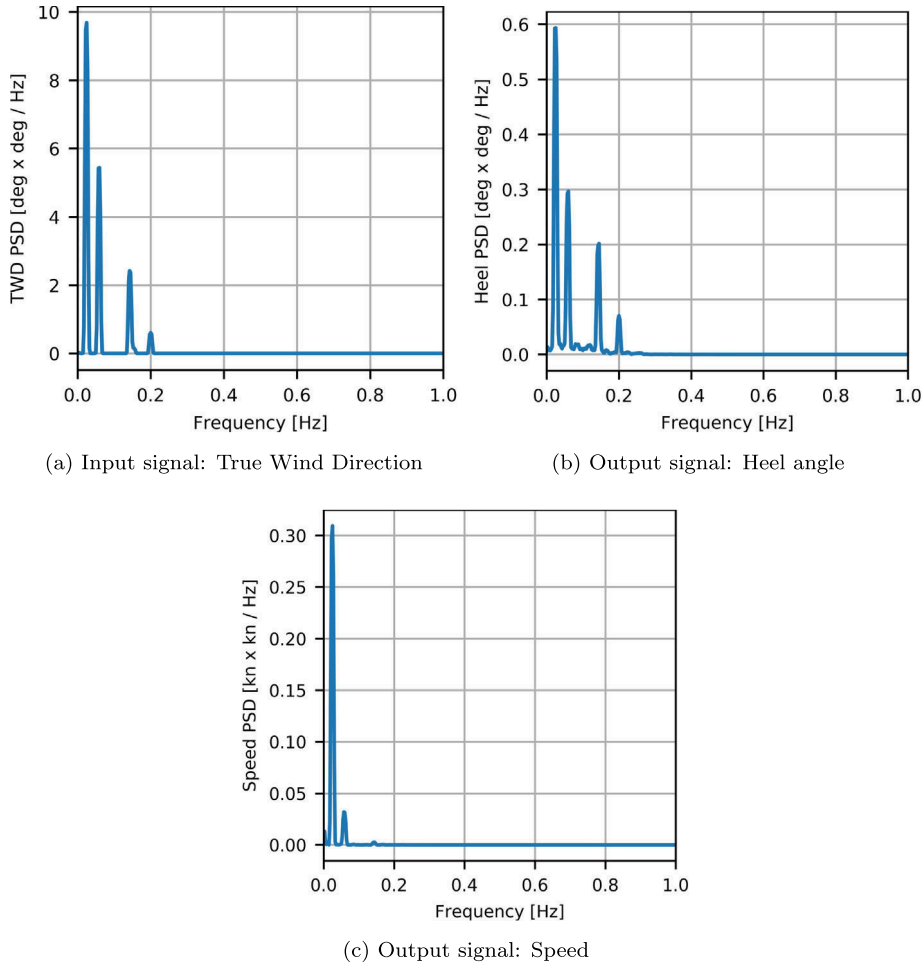 TWD PSD [deg x deg / Hz]
10
8
6
4
2
0
0.0 0.2 0.4 0.6 0.8 1.0
Frequency [Hz]
(a) Input signal: True Wind Direction
Heel PSD [deg x deg / Hz]
0.6
0.5
0.4
0.3
0.2
0.1
0.0
0.0 0.2 0.4 0.6 0.8 1.0
Frequency [Hz]
(b) Output signal: Heel angle
Speed PSD [kn x kn / Hz]
0.30
0.25
0.20
0.15
0.10
0.05
0.00
0.0 0.2 0.4 0.6 0.8 1.0
Frequency [Hz]
(c) Output signal: Speed